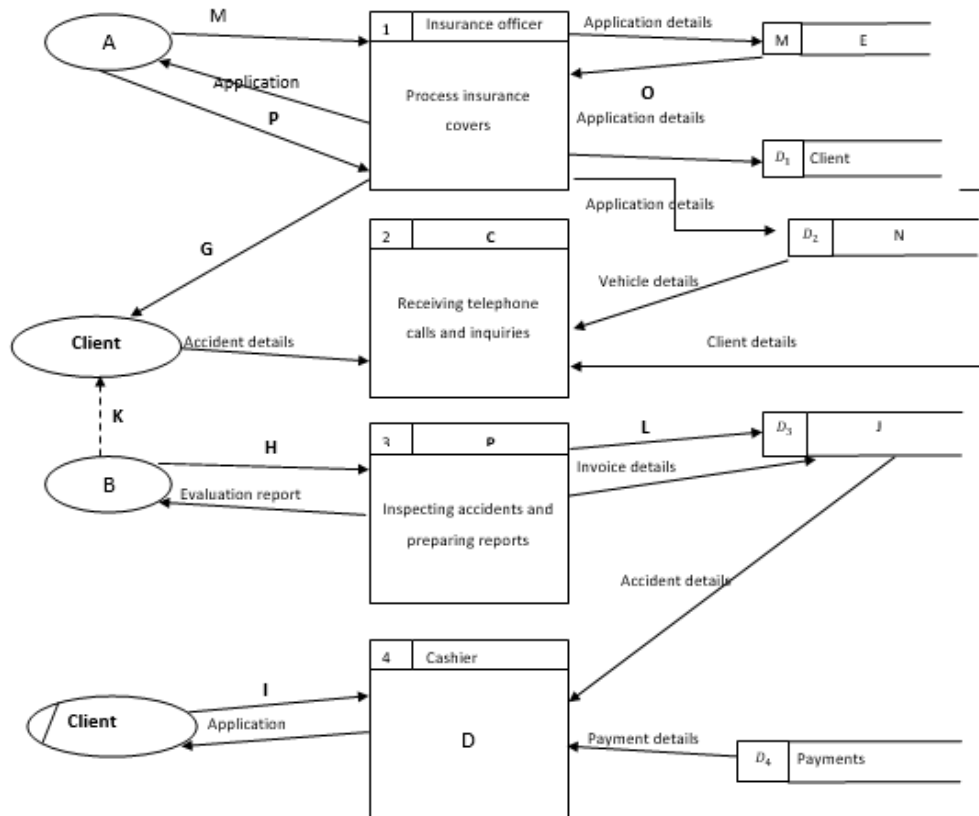 M
1 Insurance officer
Application details
A
M E
Application
Process insurance
covers
O
P
Application details
D1 Client
Application details
2 C
D2 N
G
Vehicle details
Receiving telephone
calls and inquiries
Client
Accident details
Client details
K
3 P
L
D3 J
H
Invoice details
B
Evaluation report
Inspecting accidents and
preparing reports
Accident details
4 Cashier
I
Client
Application
D
Payment details
D4 Payments